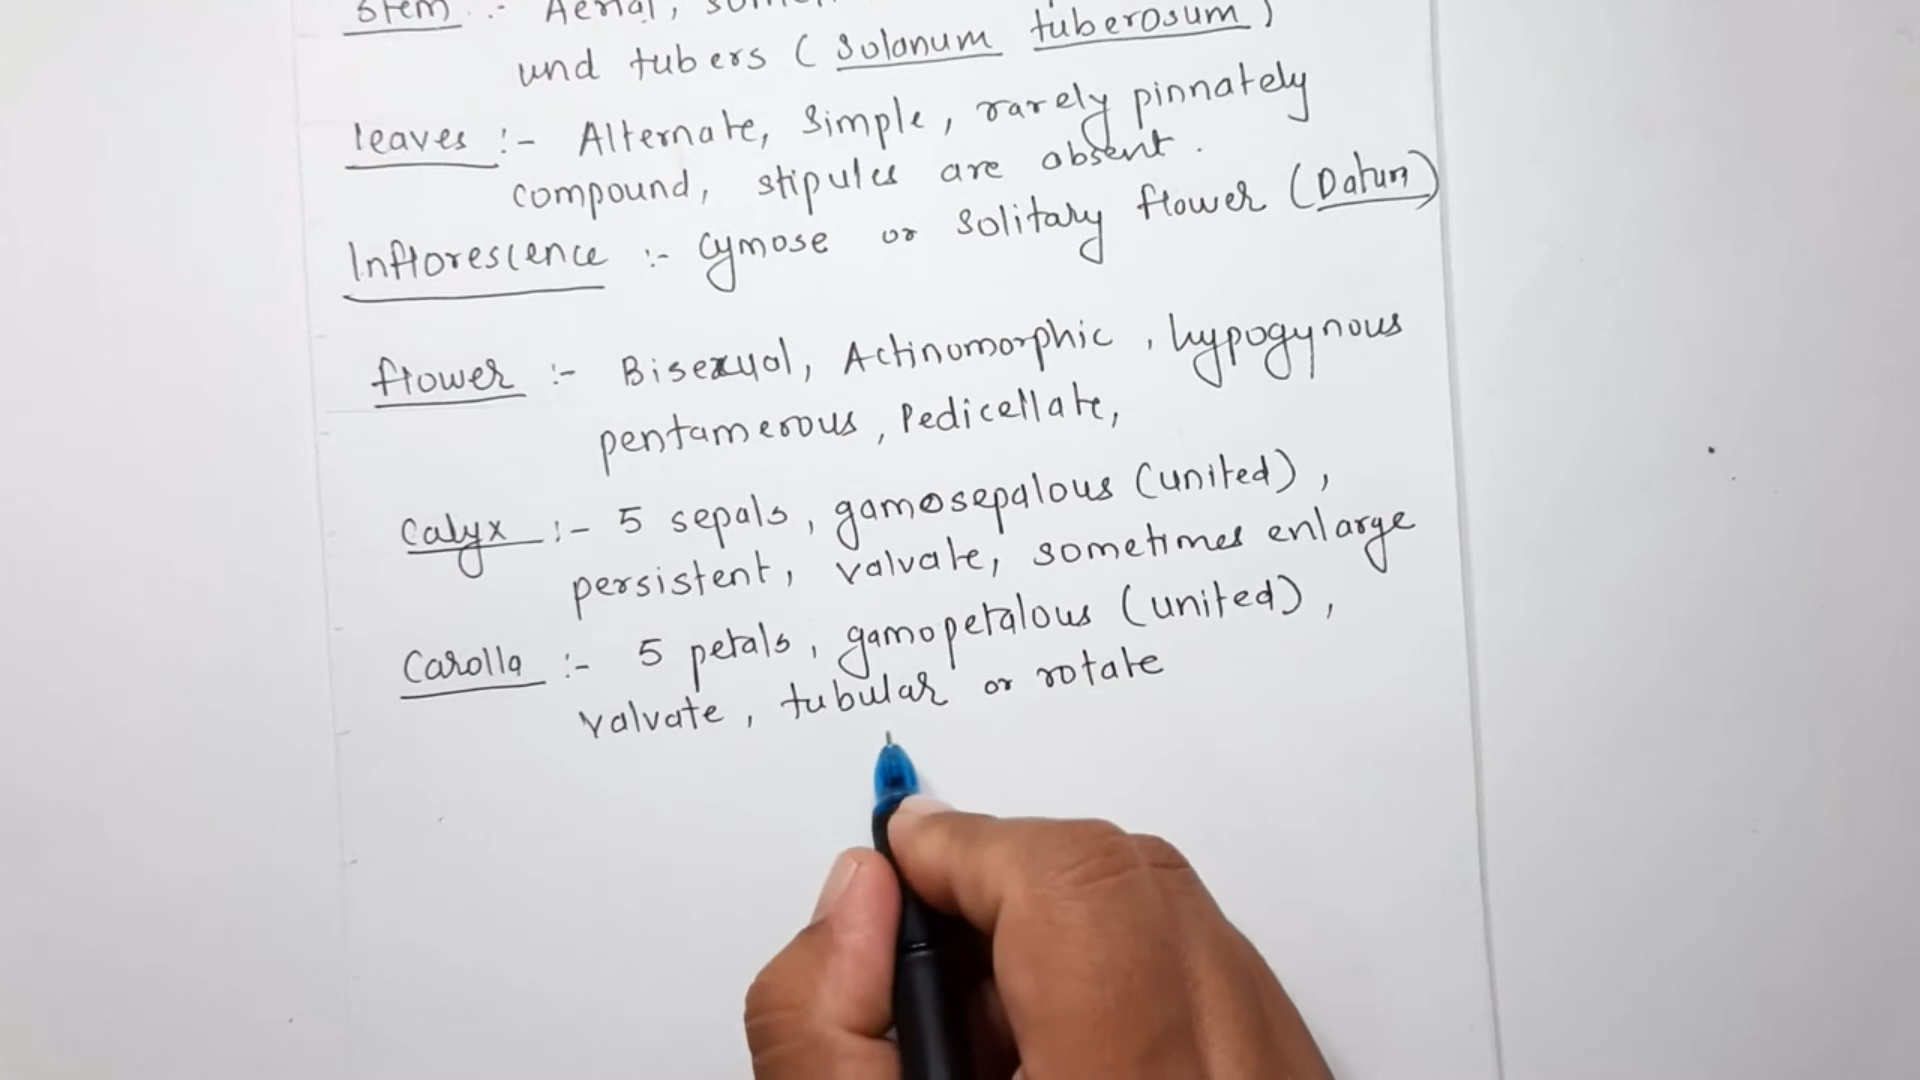 Stem :- Aerial,
und tubers (Solanum tuberosum)
leaves :- Alternate, Simple, rarely pinnately
compound, stipules are absent.
Inflorescence :- Cymose or Solitary flower (Datura)
flower :- Bisexual, Actinomorphic, hypogynous
pentamerous, Pedicellate,
Calyx :- 5 sepals, gamosepalous (united),
persistent, valvate, sometimes enlarge
Carolla :- 5 petals, gamopetalous (united),
valvate, tubular or rotate